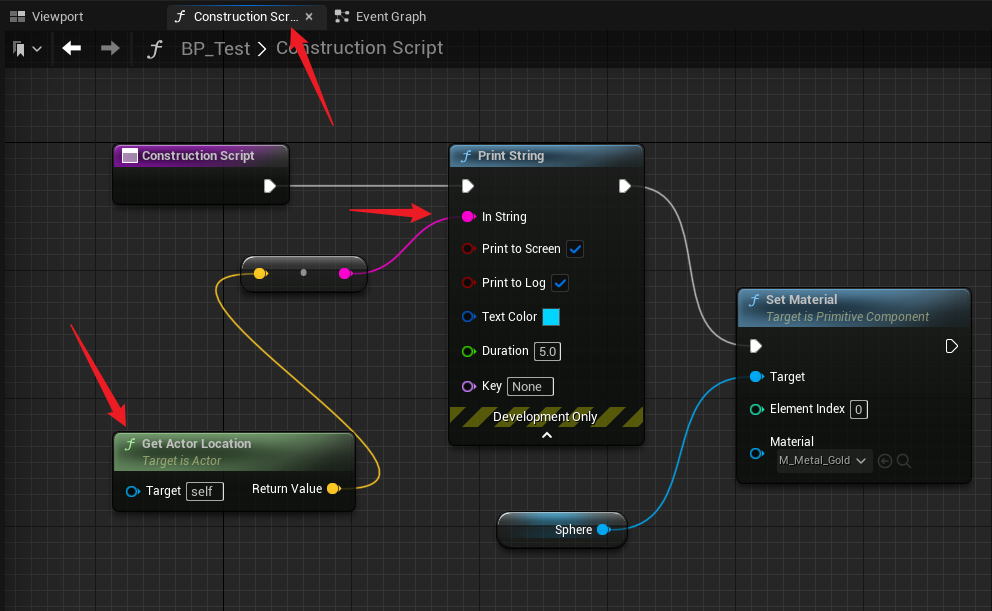 Viewport
Construction Scr...
Event Graph
BP_Test > Construction Script
Construction Script
Print String
In String
Print to Screen
Print to Log
Text Color
Duration 5.0
Key None
Development Only
Set Material
Target is Primitive Component
Target
Element Index 0
Material
M_Metal_Gold
Get Actor Location
Target is Actor
Target self
Return Value
Sphere